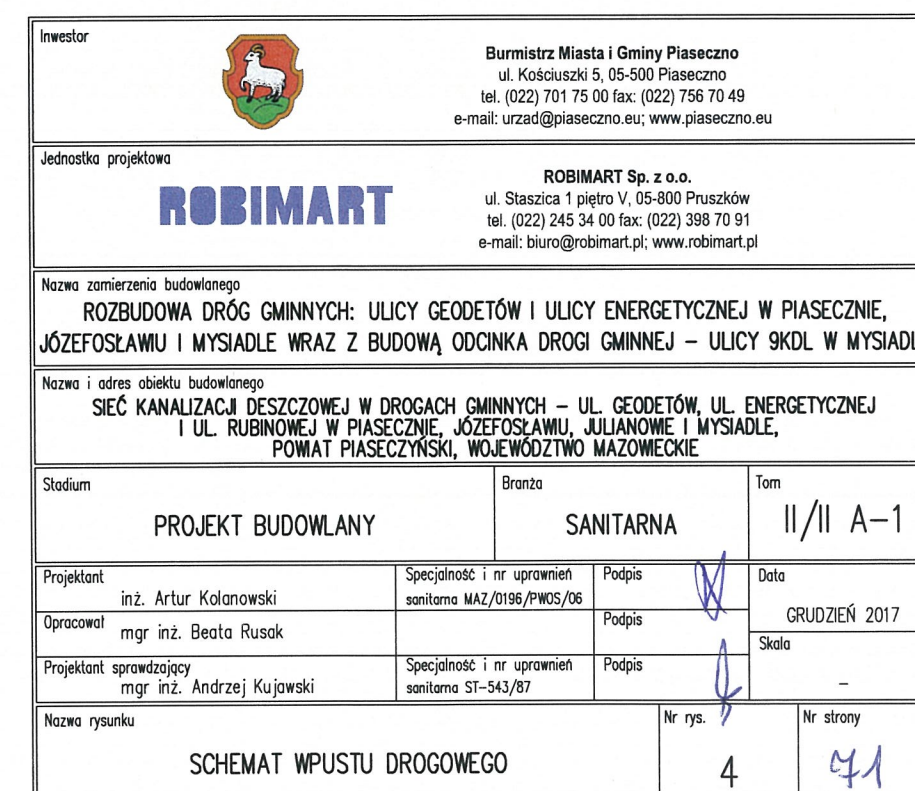 Inwestor
Burmistrz Miasta i Gminy Piaseczno
ul. Kościuszki 5, 05-500 Piaseczno
tel. (022) 701 75 00 fax: (022) 756 70 49
e-mail: urzad@piaseczno.eu; www.piaseczno.eu
Jednostka projektowa
ROBIMART
ROBIMART Sp. z o.o.
ul. Staszica 1 piętro V, 05-800 Pruszków
tel. (022) 245 34 00 fax: (022) 398 70 91
e-mail: biuro@robimart.pl; www.robimart.pl
Nazwa zamierzenia budowlanego
ROZBUDOWA DRÓG GMINNYCH: ULICY GEODETÓW I ULICY ENERGETYCZNEJ W PIASECZNIE,
JÓZEFOSŁAWIU I MYSIADLE WRAZ Z BUDOWĄ ODCINKA DROGI GMINNEJ – ULICY 9KDL W MYSIADL
Nazwa i adres obiektu budowlanego
SIEĆ KANALIZACJI DESZCZOWEJ W DROGACH GMINNYCH – UL. GEODETÓW, UL. ENERGETYCZNEJ
I UL. RUBINOWEJ W PIASECZNIE, JÓZEFOSŁAWIU, JULIANOWIE I MYSIADLE,
POWIAT PIASECZYŃSKI, WOJEWÓDZTWO MAZOWIECKIE
Stadium
PROJEKT BUDOWLANY
Branża
SANITARNA
Tom
II/II A–1
Projektant
inż. Artur Kolanowski
Specjalność i nr uprawnień
sanitarna MAZ/0196/PWOS/06
Podpis
Data
GRUDZIEŃ 2017
Opracował
mgr inż. Beata Rusak
Podpis
Skala
–
Projektant sprawdzający
mgr inż. Andrzej Kujawski
Specjalność i nr uprawnień
sanitarna ST–543/87
Podpis
Nazwa rysunku
SCHEMAT WPUSTU DROGOWEGO
Nr rys.
4
Nr strony
71